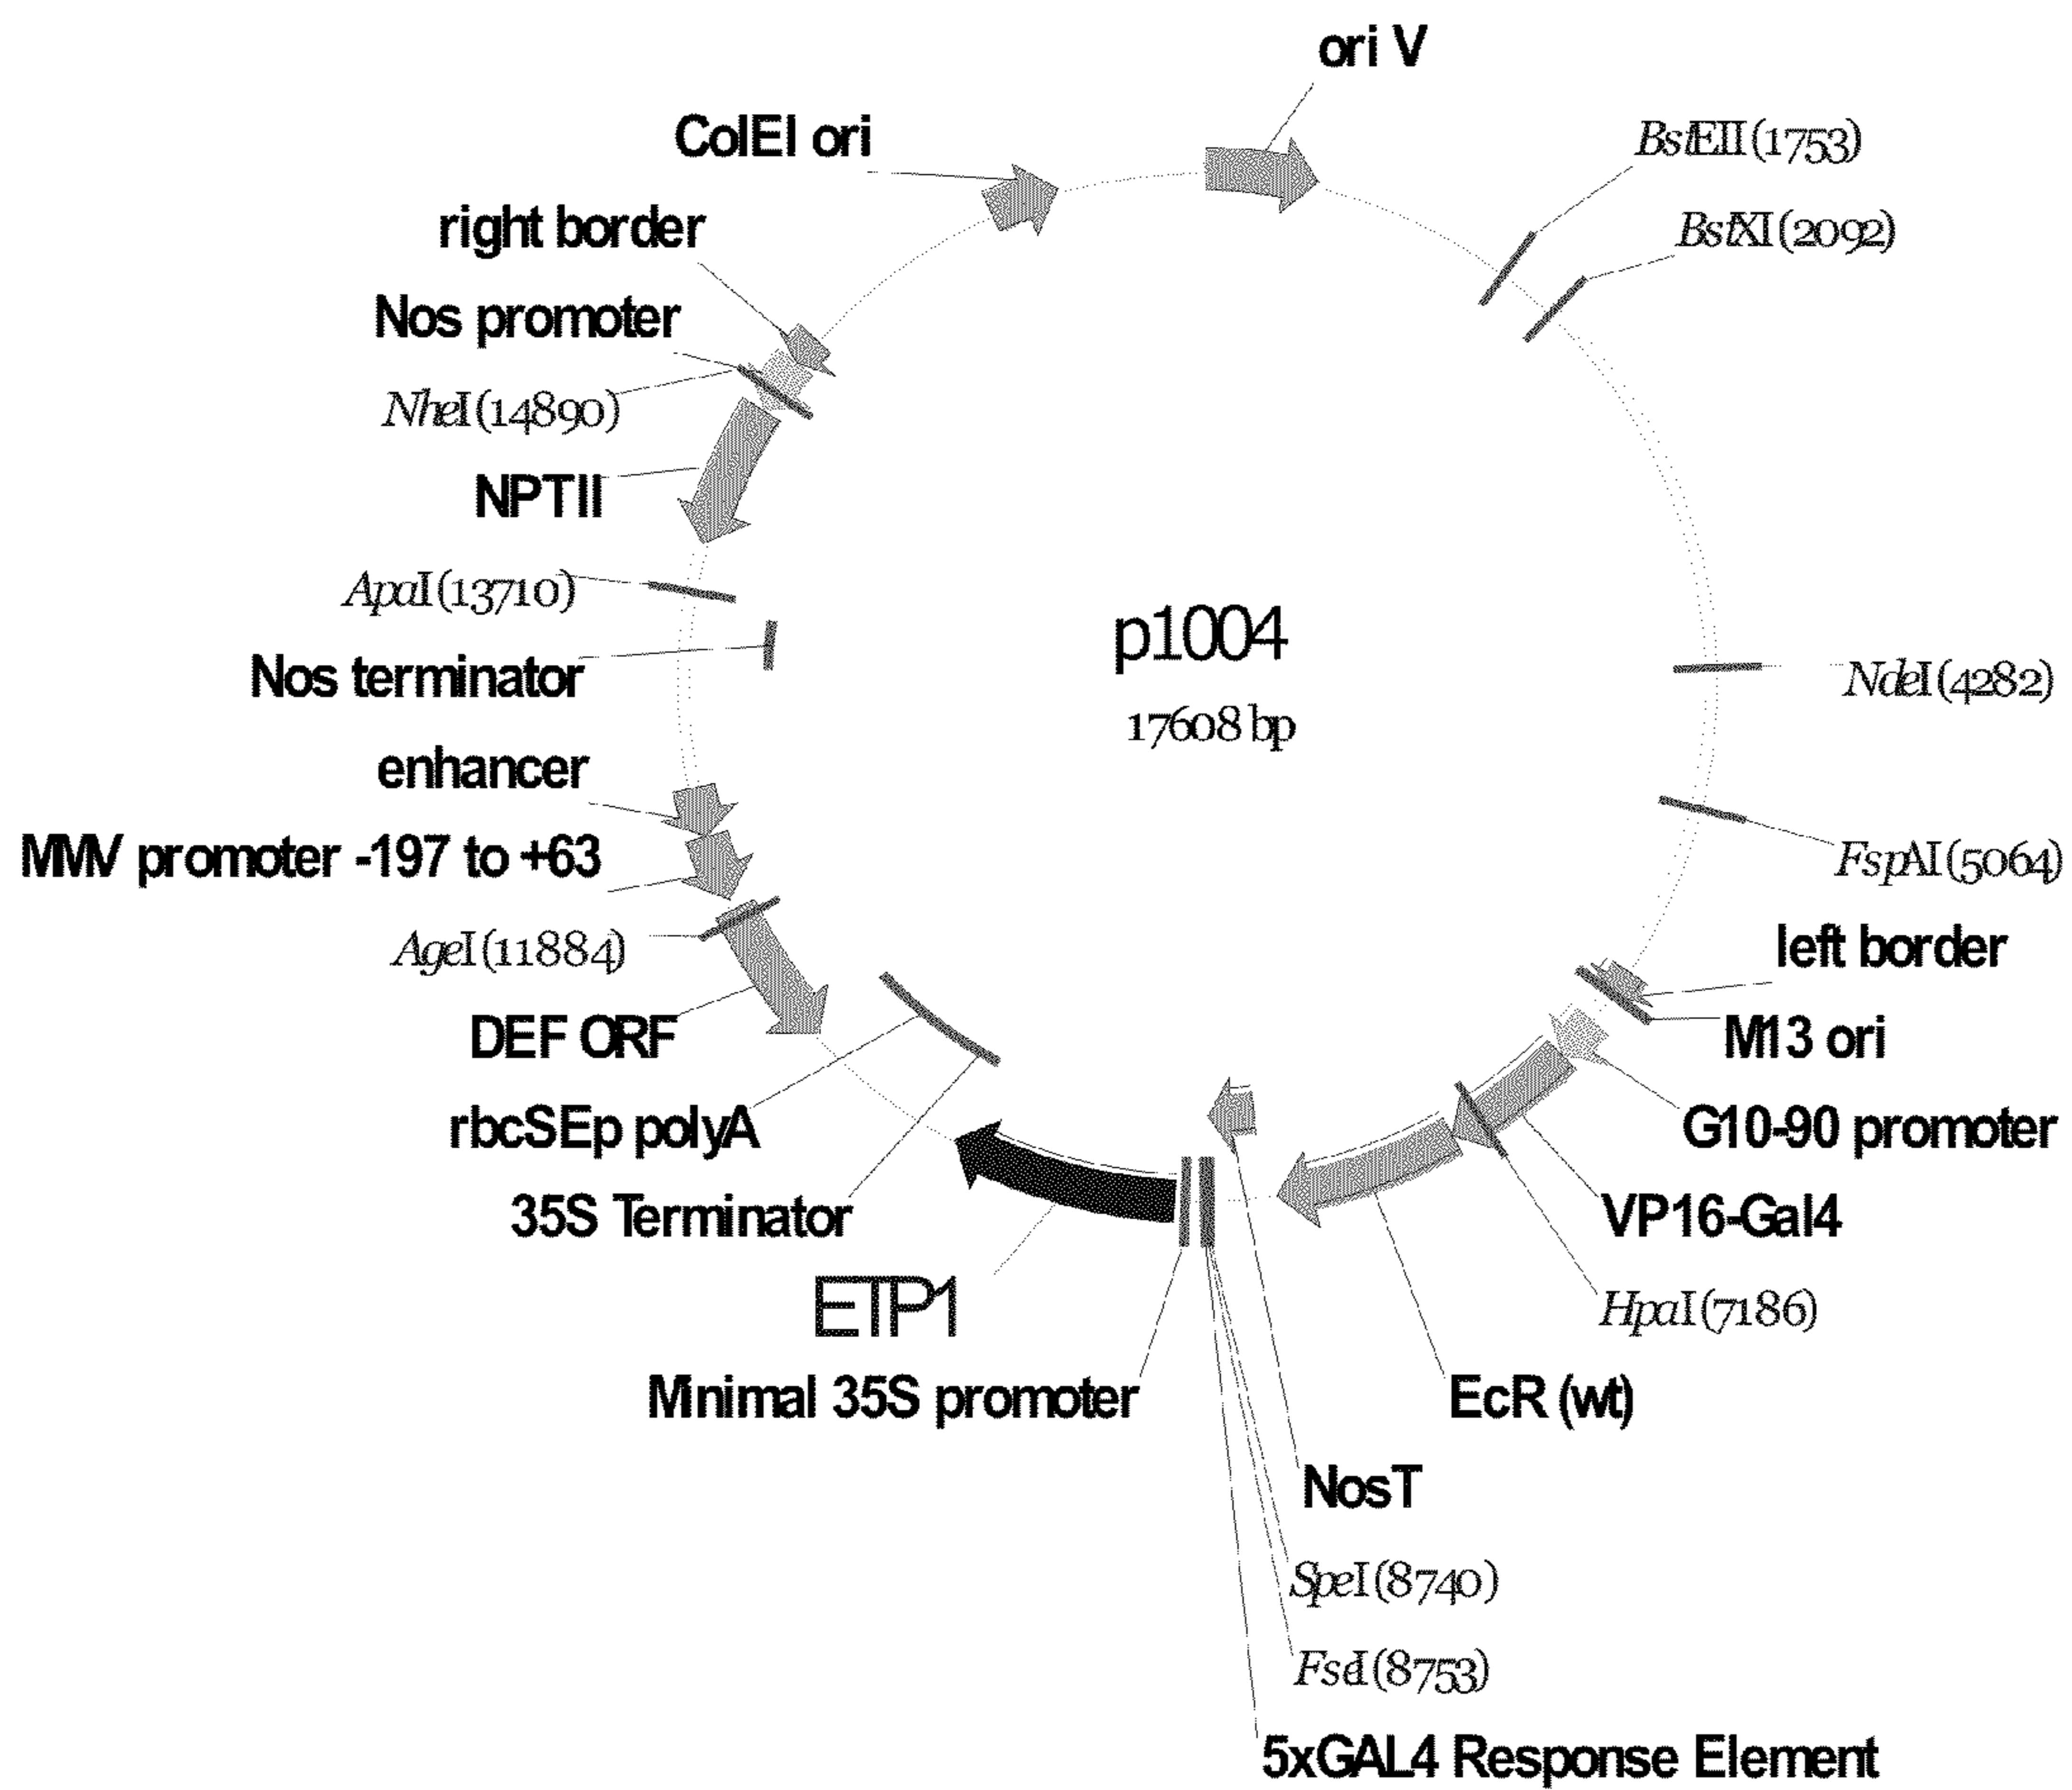 ori V
ColEI ori
BstEII (1753)
right border
BstXI (2092)
Nos promoter
NheI (14890)
NPTII
ApaI (13710)
p1004
Nos terminator
NdeI (4282)
17608 bp
enhancer
MMV promoter -197 to +63
FspAI (5064)
AgeI (11884)
left border
DEF ORF
M13 ori
rbcSEp polyA
G10-90 promoter
35S Terminator
VP16-Gal4
ETP1
HpaI (7186)
Minimal 35S promoter
EcR (wt)
NosT
SpeI (8740)
FseI (8753)
5xGAL4 Response Element